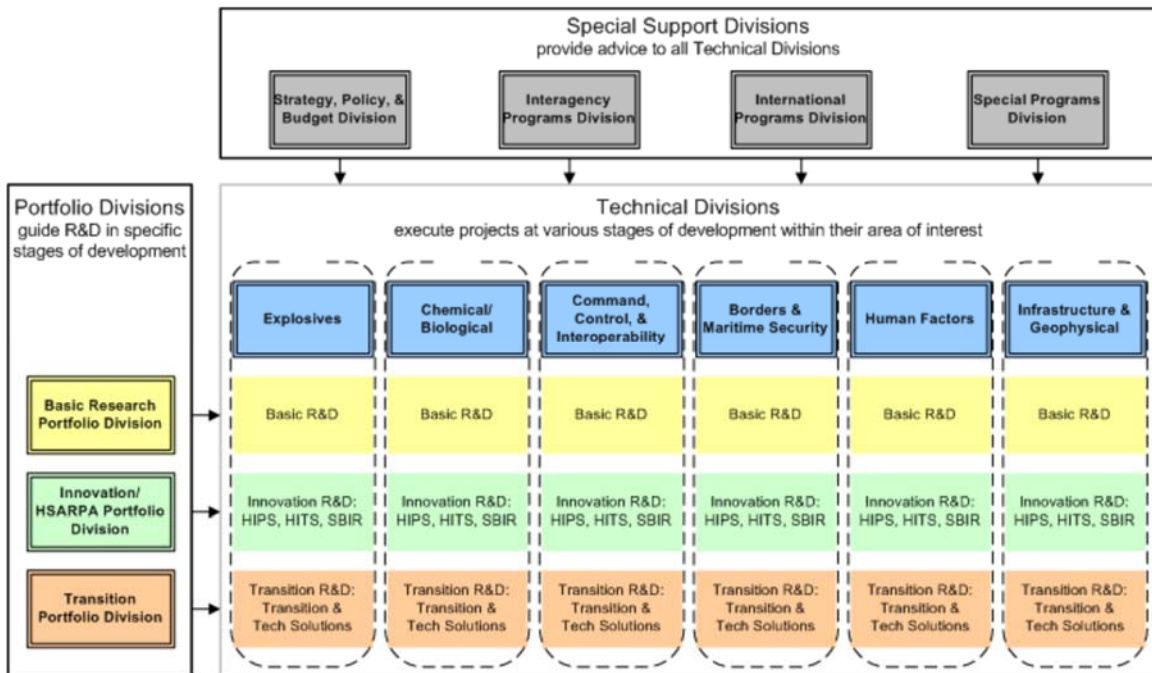 Special Support Divisions
provide advice to all Technical Divisions
Strategy, Policy, &
Budget Division
Interagency
Programs Division
International
Programs Division
Special Programs
Division
Portfolio Divisions
guide R&D in specific
stages of development
Technical Divisions
execute projects at various stages of development within their area of interest
Explosives
Chemical/
Biological
Command,
Control, &
Interoperability
Borders &
Maritime Security
Human Factors
Infrastructure &
Geophysical
Basic Research
Portfolio Division
Basic R&D
Basic R&D
Basic R&D
Basic R&D
Basic R&D
Basic R&D
Innovation/
HSARPA Portfolio
Division
Innovation R&D:
HIPS, HITS, SBIR
Innovation R&D:
HIPS, HITS, SBIR
Innovation R&D:
HIPS, HITS, SBIR
Innovation R&D:
HIPS, HITS, SBIR
Innovation R&D:
HIPS, HITS, SBIR
Innovation R&D:
HIPS, HITS, SBIR
Transition
Portfolio Division
Transition R&D:
Transition &
Tech Solutions
Transition R&D:
Transition &
Tech Solutions
Transition R&D:
Transition &
Tech Solutions
Transition R&D:
Transition &
Tech Solutions
Transition R&D:
Transition &
Tech Solutions
Transition R&D:
Transition &
Tech Solutions